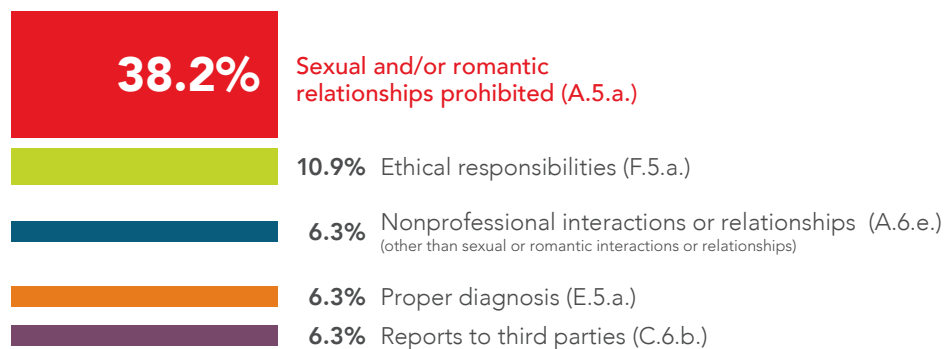 38.2% Sexual and/or romantic
relationships prohibited (A.5.a.)
10.9% Ethical responsibilities (F.5.a.)
6.3% Nonprofessional interactions or relationships (A.6.e.)
(other than sexual or romantic interactions or relationships)
6.3% Proper diagnosis (E.5.a.)
6.3% Reports to third parties (C.6.b.)